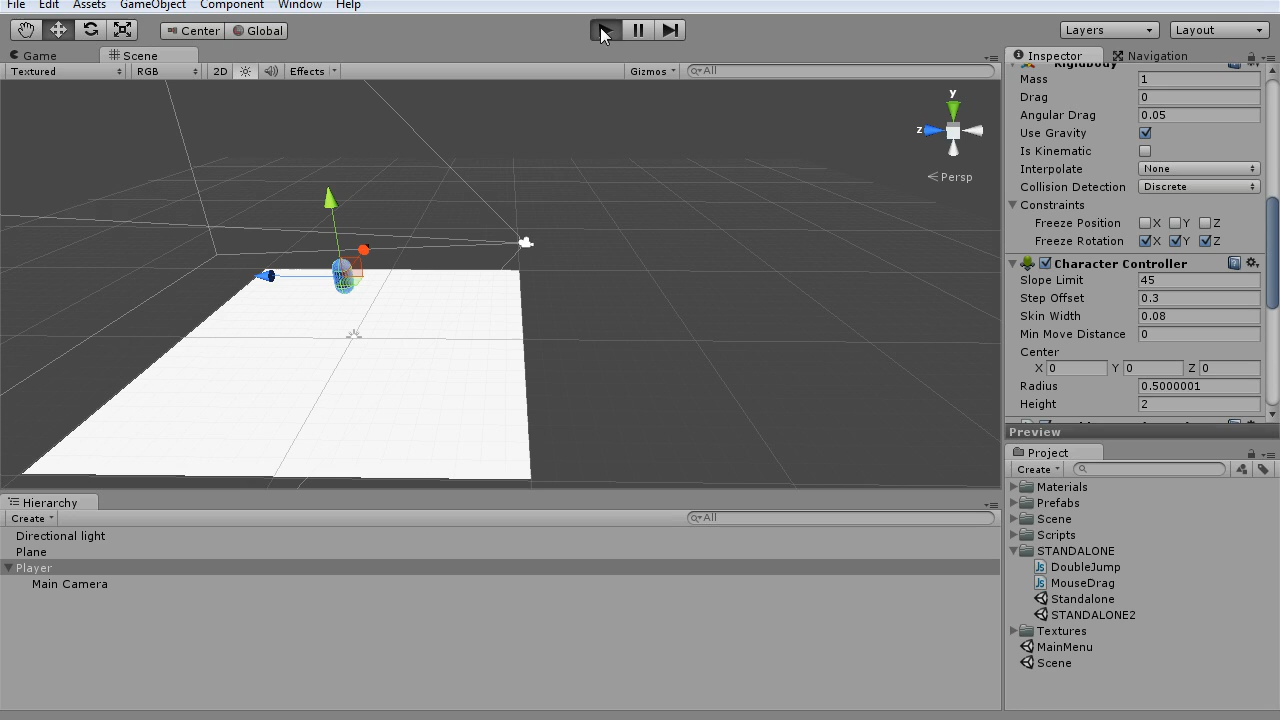 File Edit Assets GameObject Component Window Help
Center Global Layers Layout
Game Scene Inspector Navigation
Textured RGB 2D Effects Gizmos All
Rigidbody
Mass 1
Drag 0
Angular Drag 0.05
Use Gravity
Is Kinematic
Interpolate None
Collision Detection Discrete
Constraints
Freeze Position X Y Z
Freeze Rotation X Y Z
Character Controller
Slope Limit 45
Step Offset 0.3
Skin Width 0.08
Min Move Distance 0
Center
X 0 Y 0 Z 0
Radius 0.5000001
Height 2
y
z
Persp
Preview
Project
Create
Materials
Prefabs
Scene
Scripts
STANDALONE
DoubleJump
MouseDrag
Standalone
STANDALONE2
Textures
MainMenu
Scene
Hierarchy
Create All
Directional light
Plane
Player
Main Camera